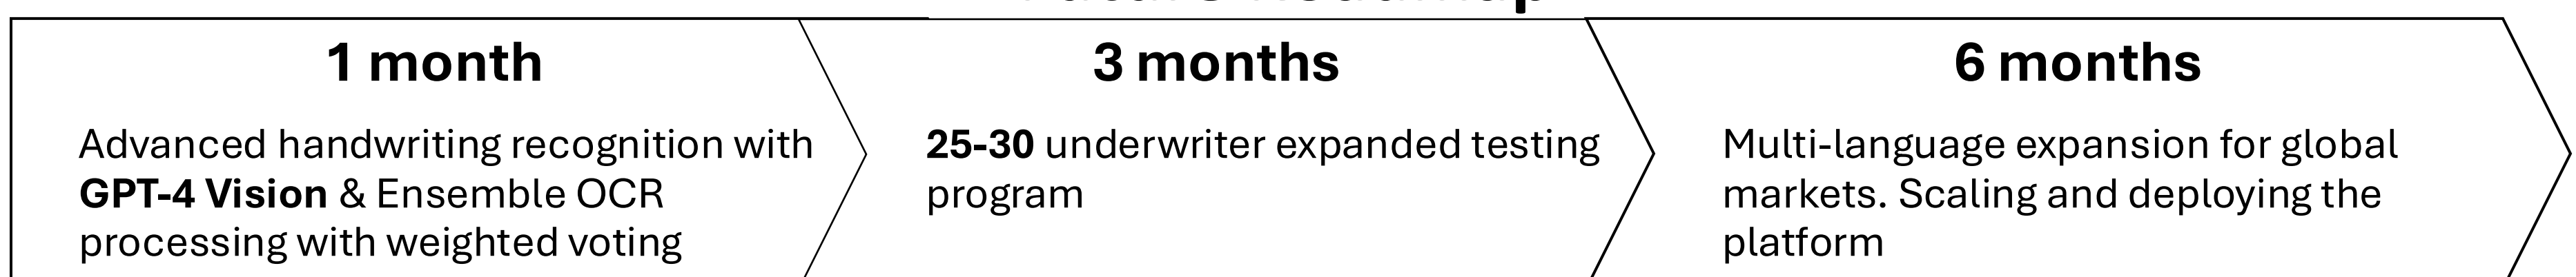 1 month
Advanced handwriting recognition with
GPT-4 Vision & Ensemble OCR
processing with weighted voting
3 months
25-30 underwriter expanded testing
program
6 months
Multi-language expansion for global
markets. Scaling and deploying the
platform